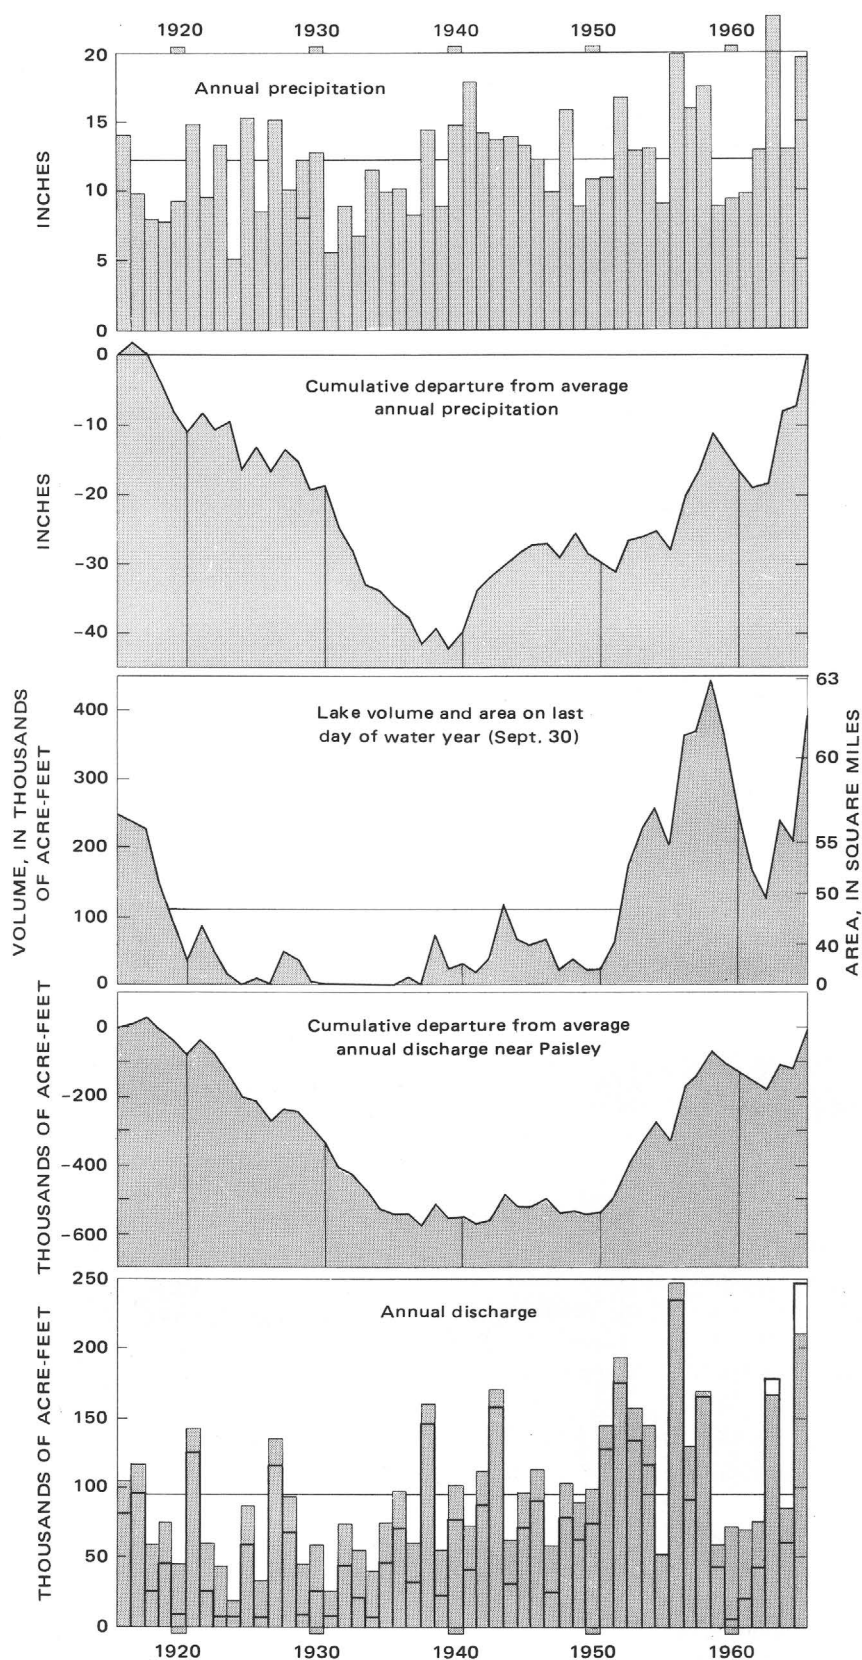 1920 1930 1940 1950 1960
Annual precipitation
20
15
10
5
0
INCHES
Cumulative departure from average
annual precipitation
0
-10
-20
-30
-40
INCHES
Lake volume and area on last
day of water year (Sept. 30)
400
300
200
100
0
VOLUME, IN THOUSANDS
OF ACRE-FEET
63
60
55
50
40
0
AREA, IN SQUARE MILES
Cumulative departure from average
annual discharge near Paisley
0
-200
-400
-600
THOUSANDS OF ACRE-FEET
Annual discharge
250
200
150
100
50
0
THOUSANDS OF ACRE-FEET
1920 1930 1940 1950 1960